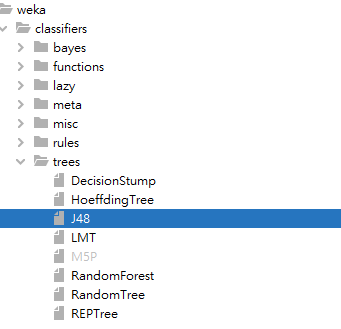 weka
classifiers
bayes
functions
lazy
meta
misc
rules
trees
DecisionStump
HoeffdingTree
J48
LMT
M5P
RandomForest
RandomTree
REPTree